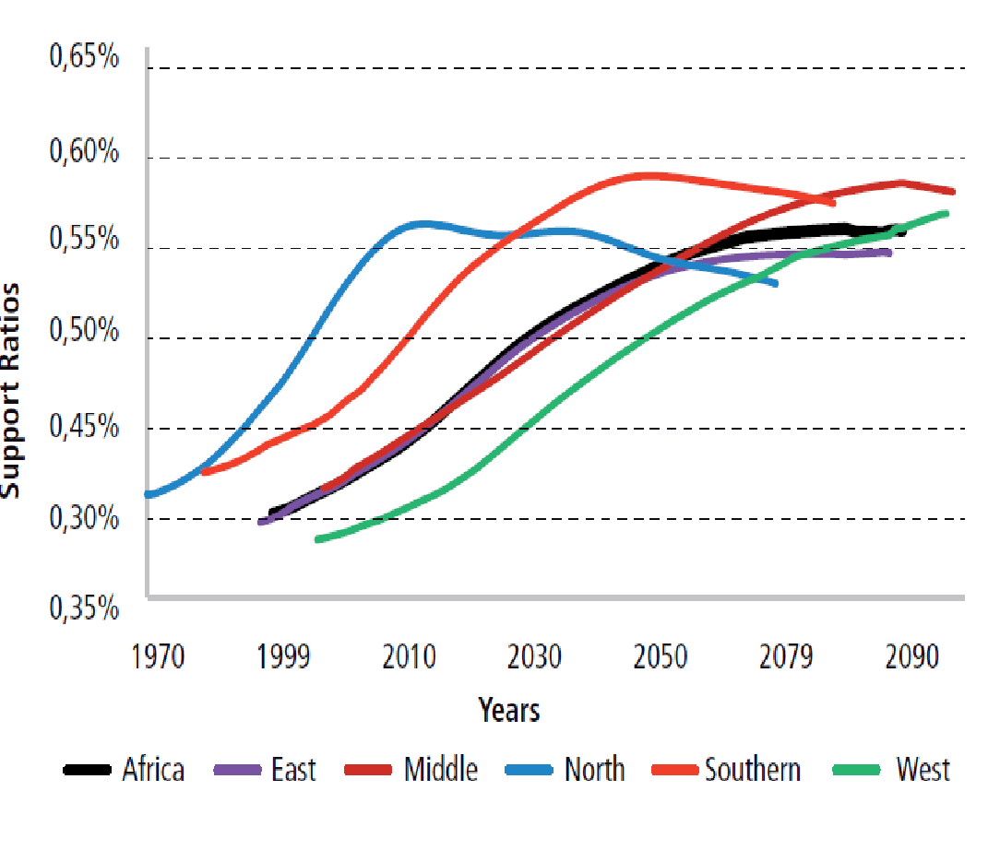 0,65%
0,60%
0,55%
0,50%
0,45%
0,30%
0,35%
Support Ratios
1970 1999 2010 2030 2050 2079 2090
Years
Africa East Middle North Southern West